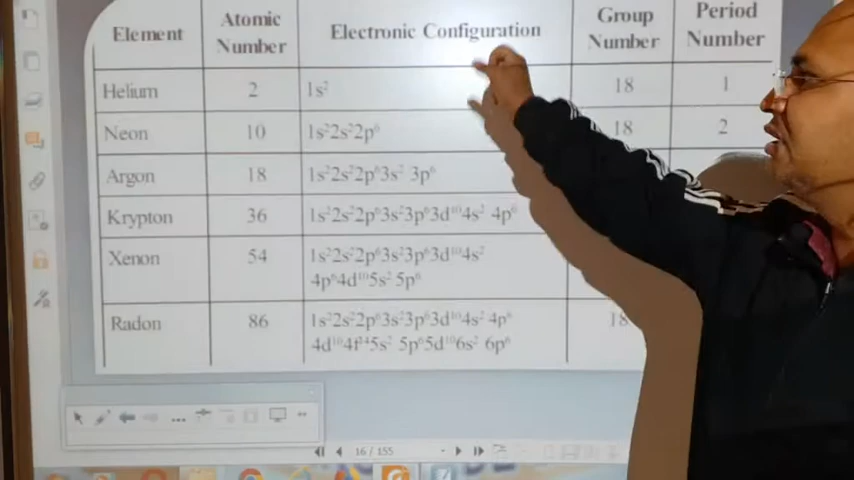 Element Atomic Number Electronic Configuration Group Number Period Number
Helium 2 1s² 18 1
Neon 10 1s²2s²2p⁶ 18 2
Argon 18 1s²2s²2p⁶3s² 3p⁶
Krypton 36 1s²2s²2p⁶3s²3p⁶3d¹⁰4s² 4p⁶
Xenon 54 1s²2s²2p⁶3s²3p⁶3d¹⁰4s²
4p⁶4d¹⁰5s² 5p⁶
Radon 86 1s²2s²2p⁶3s²3p⁶3d¹⁰4s² 4p⁶ 18
4d¹⁰4f¹⁴5s² 5p⁶5d¹⁰6s² 6p⁶
16 / 155